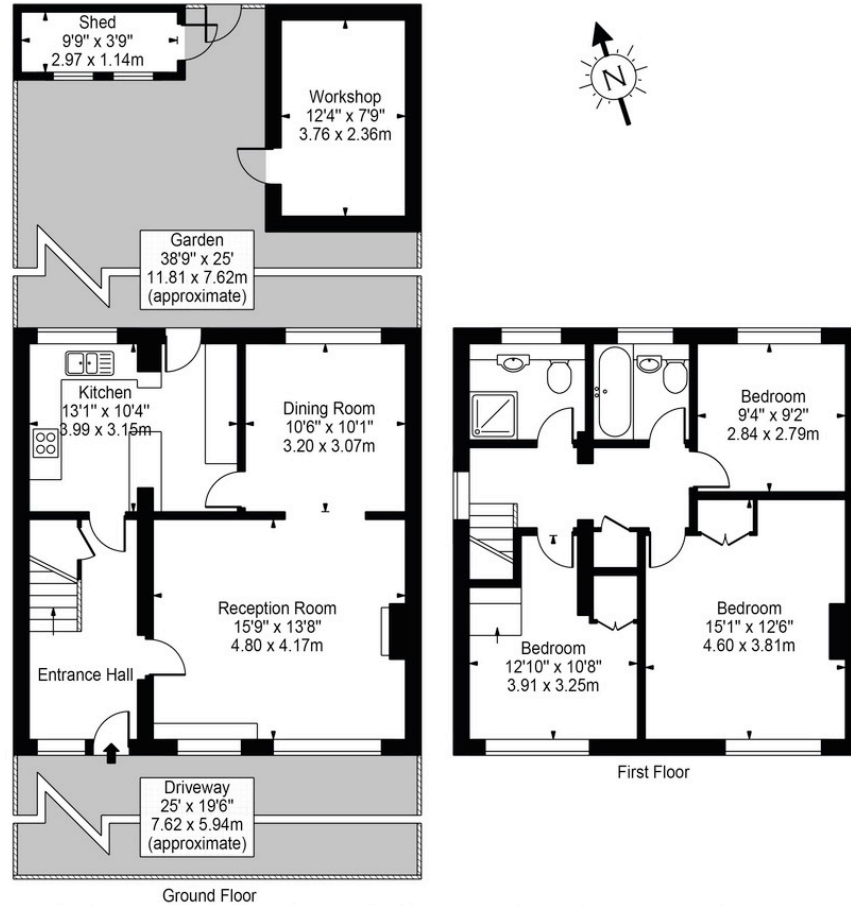 Shed
9'9" x 3'9"
2.97 x 1.14m
Workshop
12'4" x 7'9"
3.76 x 2.36m
N
Garden
38'9" x 25'
11.81 x 7.62m
(approximate)
Kitchen
13'1" x 10'4"
3.99 x 3.15m
Dining Room
10'6" x 10'1"
3.20 x 3.07m
Reception Room
15'9" x 13'8"
4.80 x 4.17m
Entrance Hall
Driveway
25' x 19'6"
7.62 x 5.94m
(approximate)
Ground Floor
Bedroom
9'4" x 9'2"
2.84 x 2.79m
Bedroom
15'1" x 12'6"
4.60 x 3.81m
Bedroom
12'10" x 10'8"
3.91 x 3.25m
First Floor